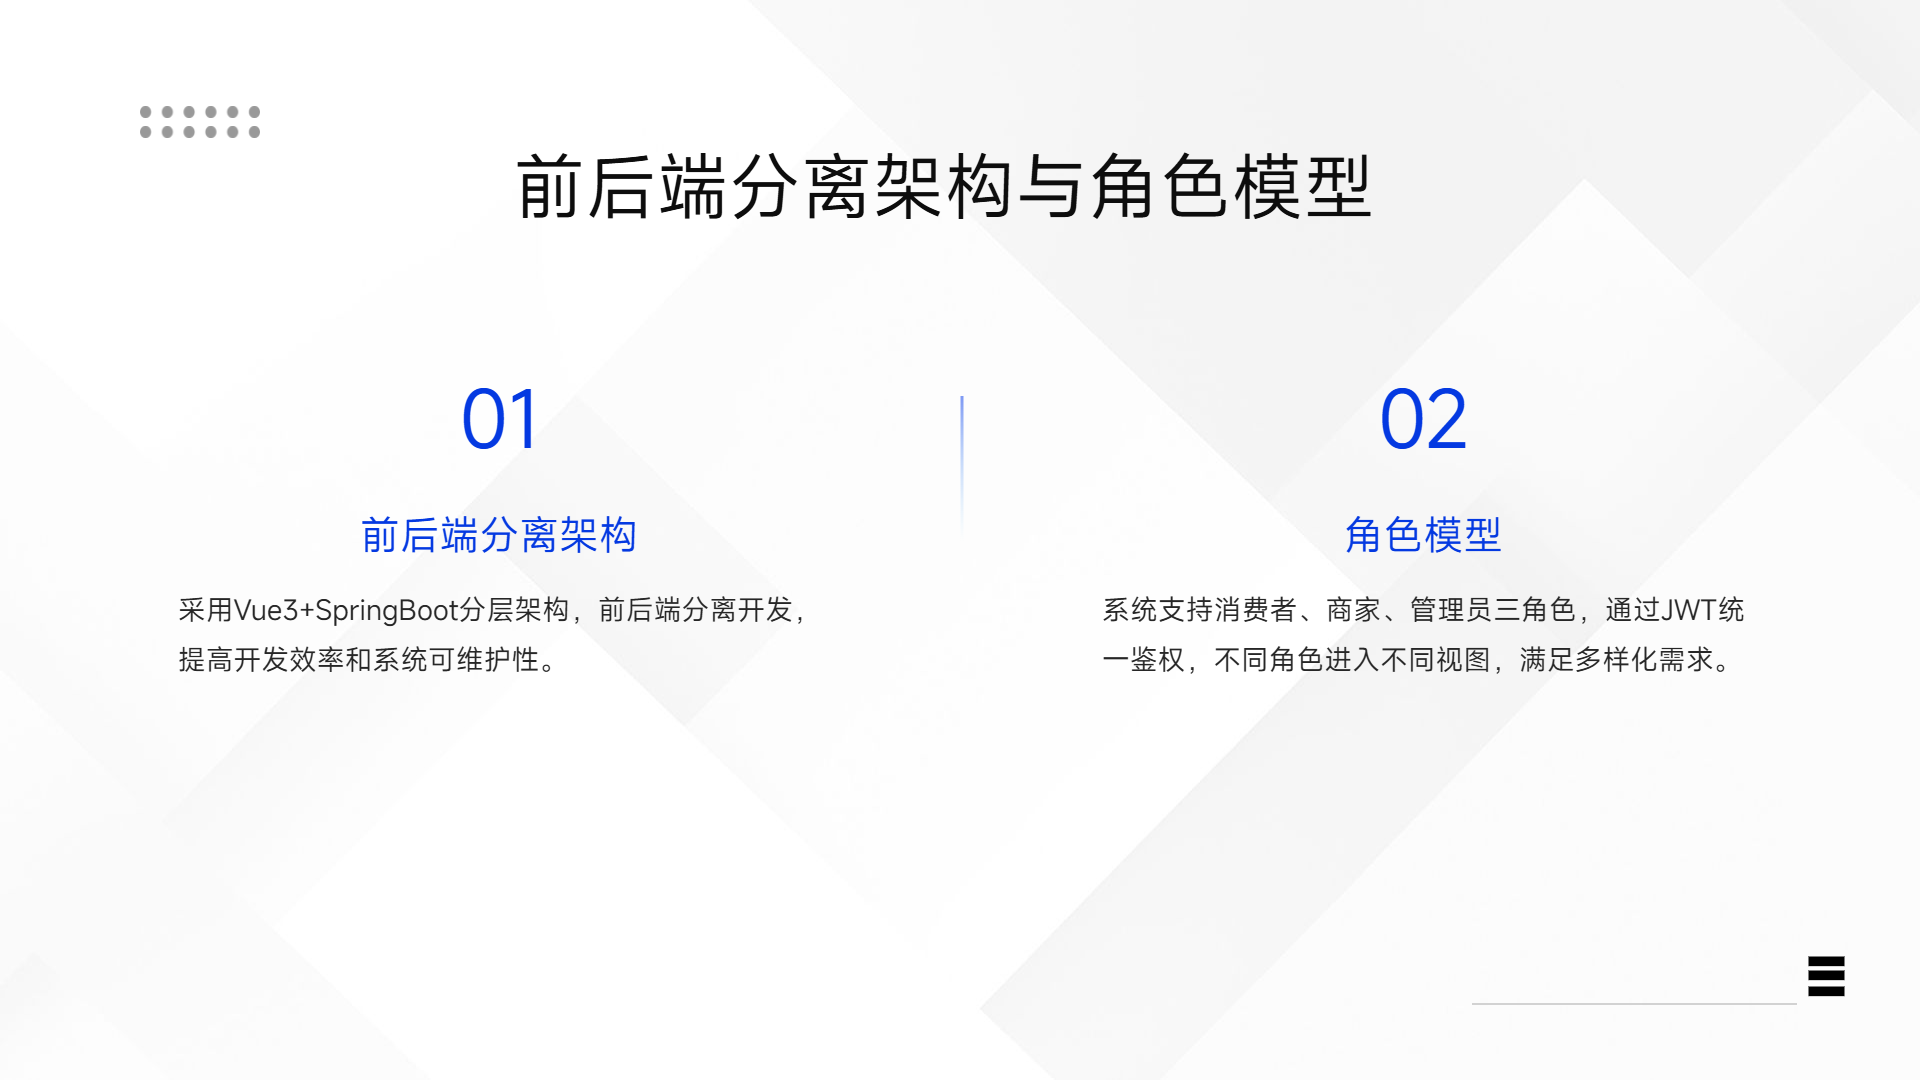 前后端分离架构与角色模型
01
前后端分离架构
采用Vue3+SpringBoot分层架构，前后端分离开发，
提高开发效率和系统可维护性。
02
角色模型
系统支持消费者、商家、管理员三角色，通过JWT统
一鉴权，不同角色进入不同视图，满足多样化需求。